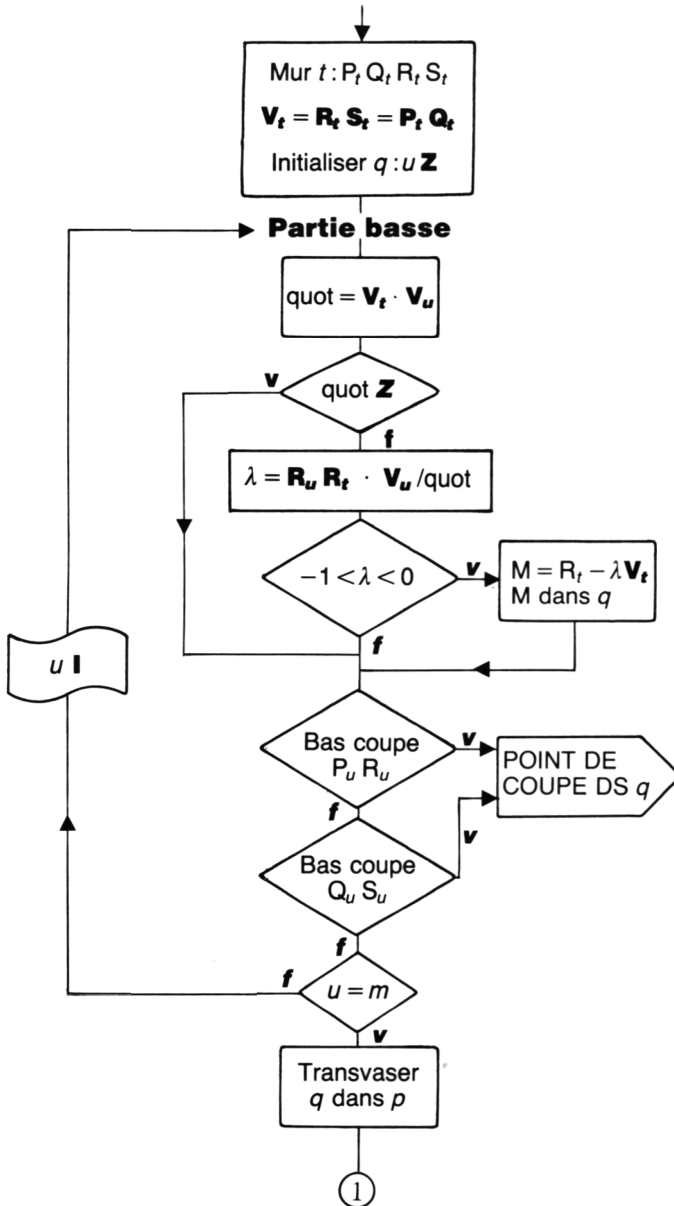 Mur t : Pt Qt Rt St
Vt = Rt St = Pt Qt
Initialiser q : u Z
Partie basse
quot = Vt · Vu
v
quot Z
f
λ = Ru Rt · Vu /quot
−1 < λ < 0
v
M = Rt − λVt
M dans q
f
u I
Bas coupe
Pu Ru
v
POINT DE
COUPE DS q
f
Bas coupe
Qu Su
v
f
f
u = m
v
Transvaser
q dans p
1